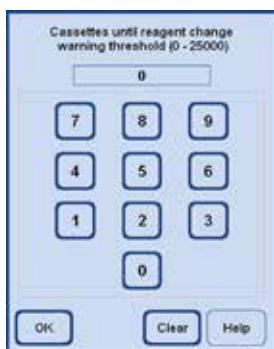 Cassettes until reagent change
warning threshold (0 - 25000)
0
7 8 9
4 5 6
1 2 3
0
OK Clear Help